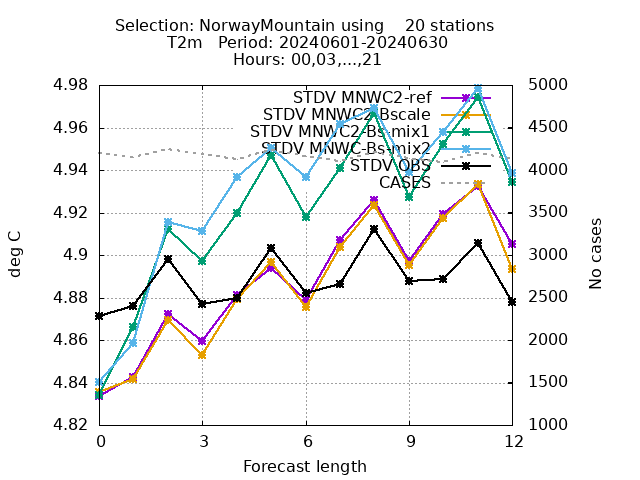 Selection: NorwayMountain using    20 stations
T2m   Period: 20240601-20240630
Hours: 00,03,...,21
STDV MNWC2-ref
STDV MNWC2-Bscale
STDV MNWC2-Bs-mix1
STDV MNWC-Bs-mix2
STDV OBS
CASES
4.98
4.96
4.94
4.92
4.9
4.88
4.86
4.84
4.82
deg C
5000
4500
4000
3500
3000
2500
2000
1500
1000
No cases
0 3 6 9 12
Forecast length